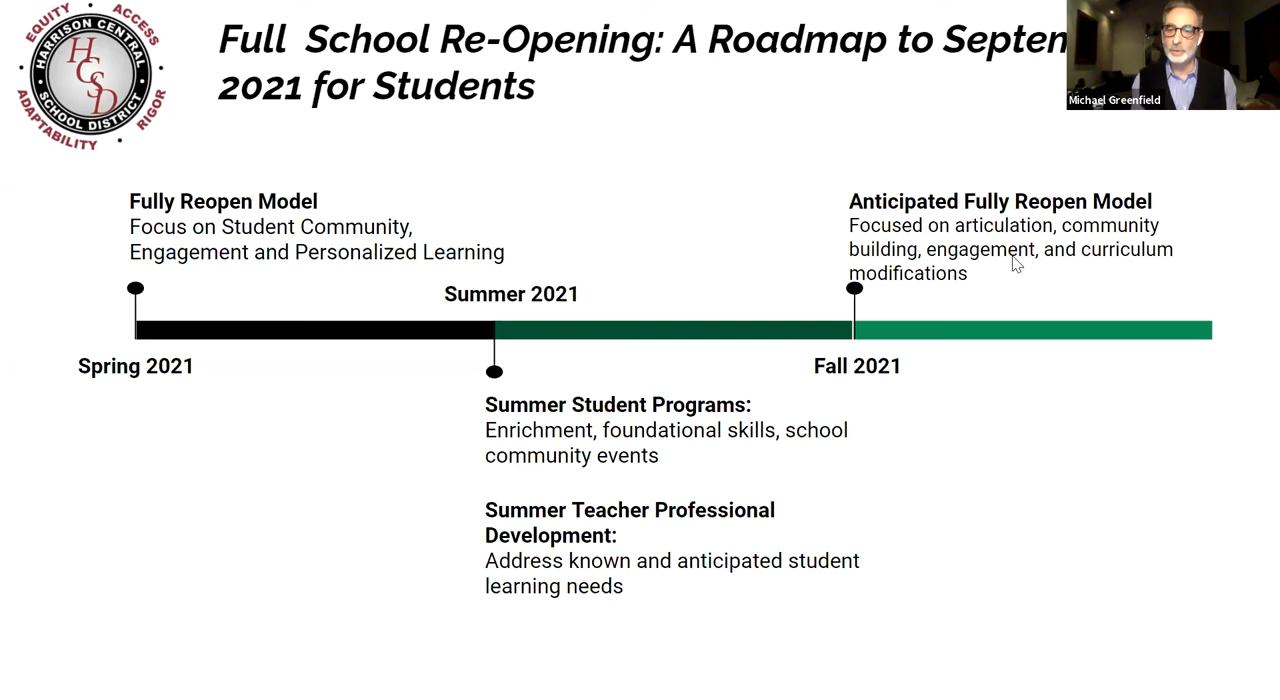 EQUITY
ACCESS
HARRISON CENTRAL
HCSD
SCHOOL DISTRICT
ADAPTABILITY
RIGOR
Full School Re-Opening: A Roadmap to Septem
2021 for Students
Michael Greenfield
Fully Reopen Model
Focus on Student Community,
Engagement and Personalized Learning
Anticipated Fully Reopen Model
Focused on articulation, community
building, engagement, and curriculum
modifications
Summer 2021
Spring 2021
Fall 2021
Summer Student Programs:
Enrichment, foundational skills, school
community events
Summer Teacher Professional
Development:
Address known and anticipated student
learning needs